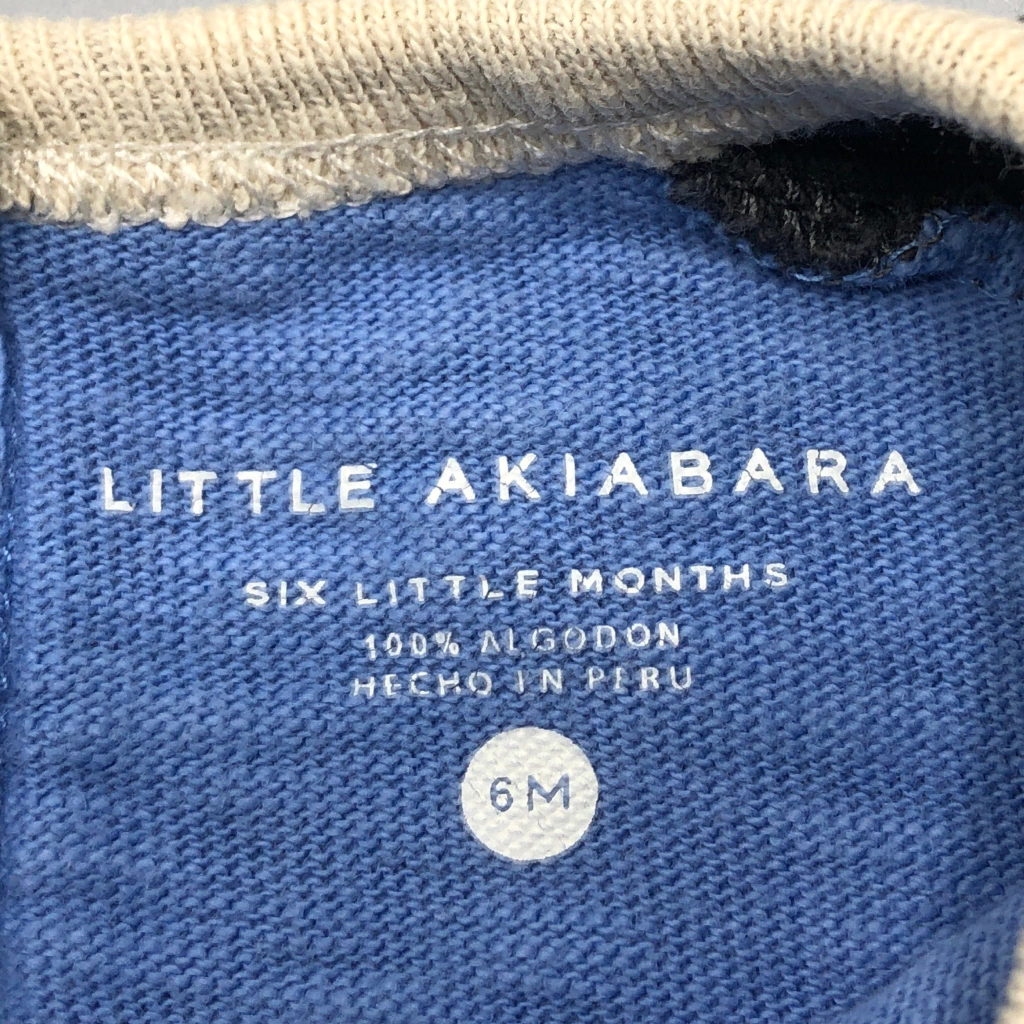 LITTLE AKIABARA
SIX LITTLE MONTHS
100% ALGODON
HECHO IN PERU
6M